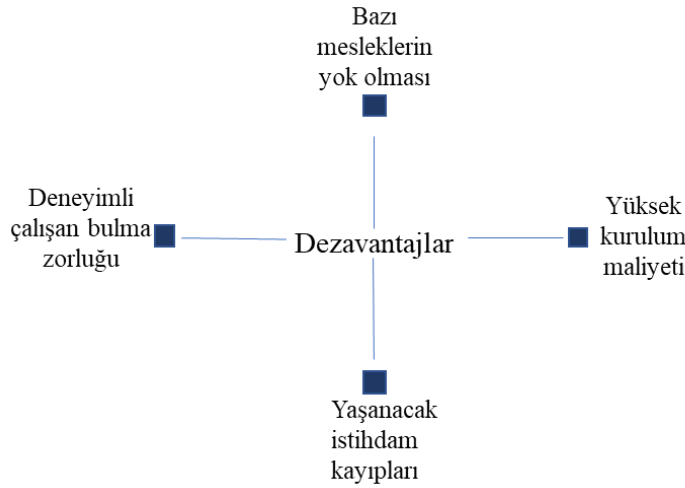 Bazı
mesleklerin
yok olması
Deneyimli
çalışan bulma
zorluğu
Dezavantajlar
Yüksek
kurulum
maliyeti
Yaşanacak
istihdam
kayıpları